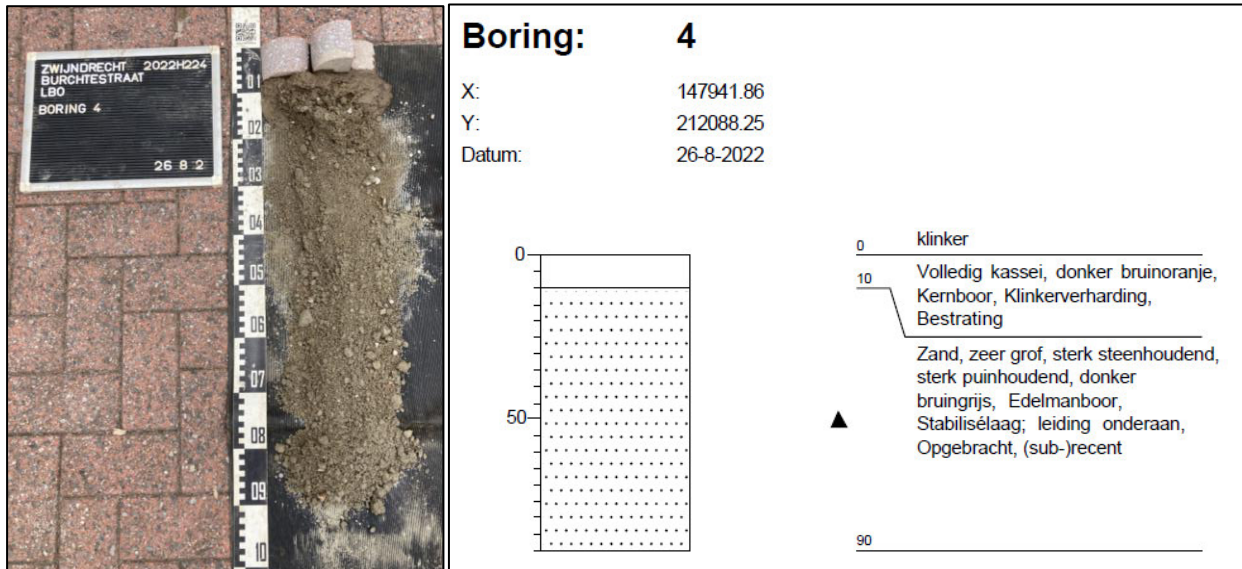 ZWIJNDRECHT 2022H224
BURCHTESTRAAT
LBO
BORING 4
26 8 2
01
02
03
04
05
06
07
08
09
10
Boring: 4
X: 147941.86
Y: 212088.25
Datum: 26-8-2022
0
50
0 klinker
10 Volledig kassei, donker bruinoranje,
Kernboor, Klinkerverharding,
Bestrating
Zand, zeer grof, sterk steenhoudend,
sterk puinhoudend, donker
bruingrijs, Edelmanboor,
Stabilisélaag; leiding onderaan,
Opgebracht, (sub-)recent
90